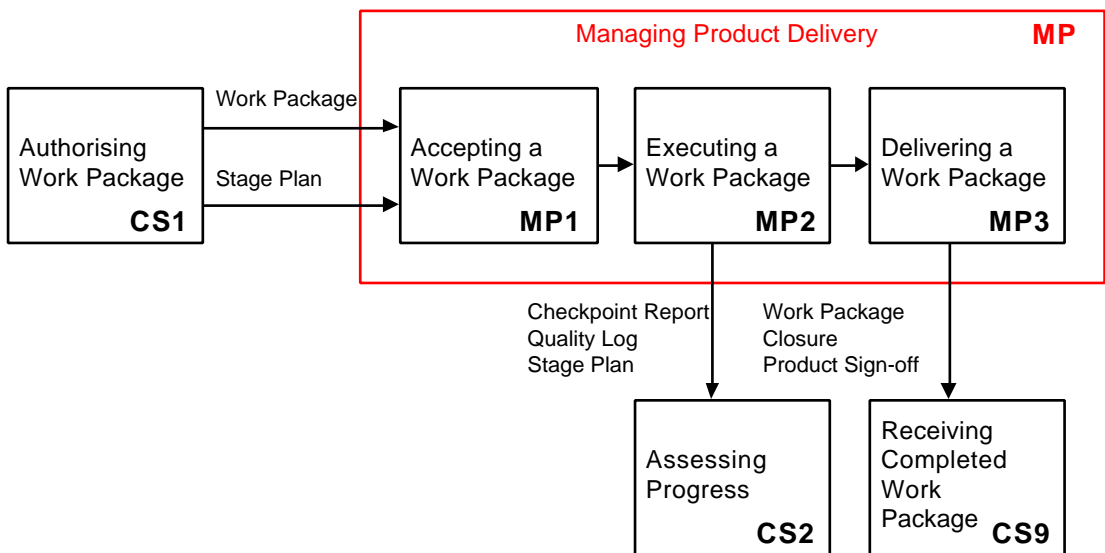 Managing Product Delivery MP
Work Package
Stage Plan
Authorising
Work Package
CS1
Accepting a
Work Package
MP1
Executing a
Work Package
MP2
Delivering a
Work Package
MP3
Checkpoint Report
Quality Log
Stage Plan
Work Package
Closure
Product Sign-off
Assessing
Progress
CS2
Receiving
Completed
Work
Package
CS9